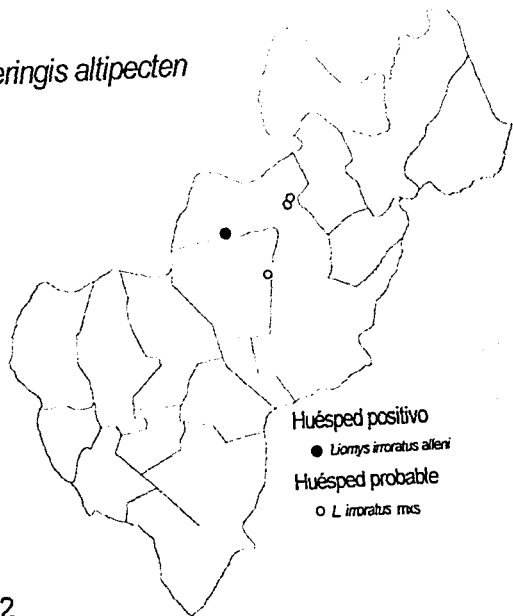 eringis altipecten
Huésped positivo
Liomys irroratus alleni
Huésped probable
L irroratus mxs
2